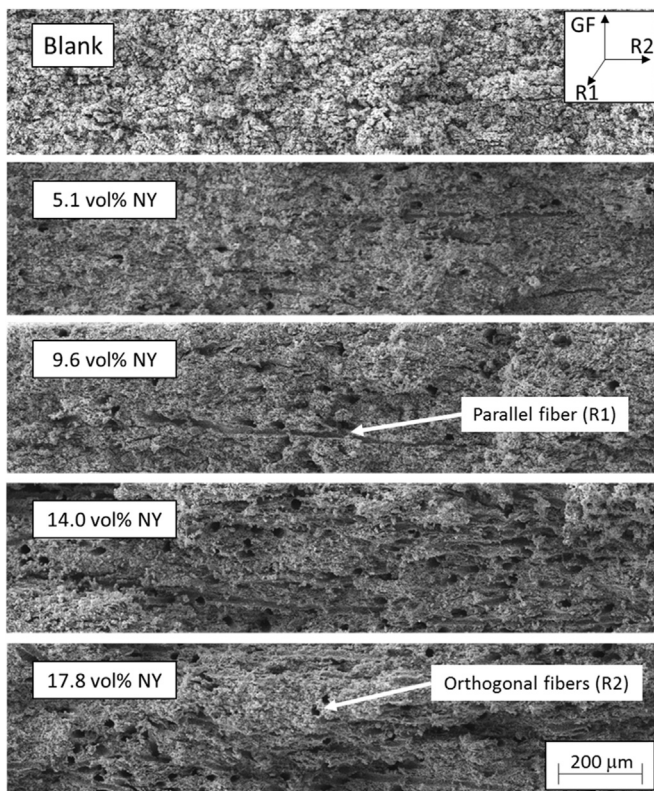 Blank
GF
R2
R1
5.1 vol% NY
9.6 vol% NY
Parallel fiber (R1)
14.0 vol% NY
17.8 vol% NY
Orthogonal fibers (R2)
200 μm